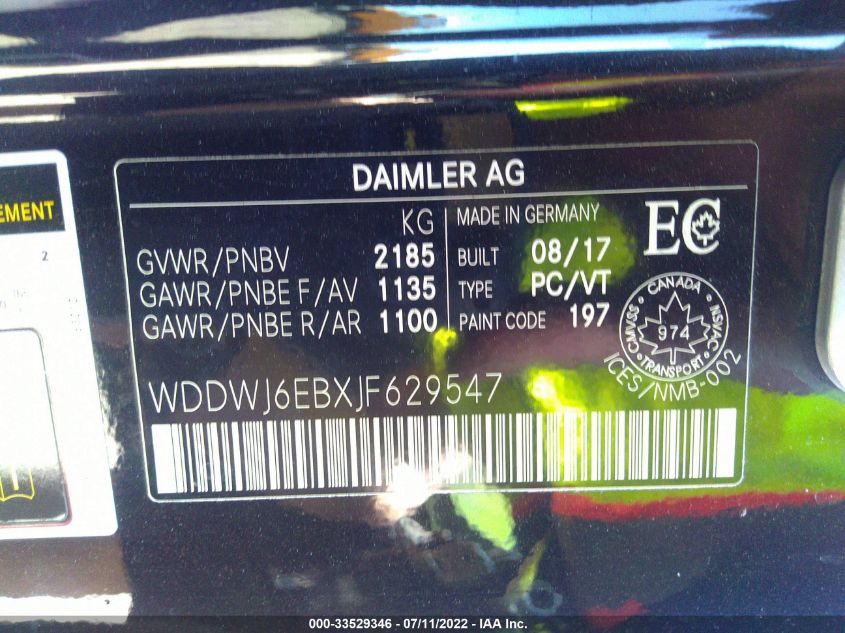 DAIMLER AG
EMENT
2
KG
GVWR/PNBV 2185
GAWR/PNBE F/AV 1135
GAWR/PNBE R/AR 1100
MADE IN GERMANY
BUILT 08/17
TYPE PC/VT
PAINT CODE 197
EC
CANADA
CMVSS 974 NSVAC
TRANSPORT
ICES/NMB-002
WDDWJ6EBXJF629547
000-33529346 - 07/11/2022 - IAA Inc.